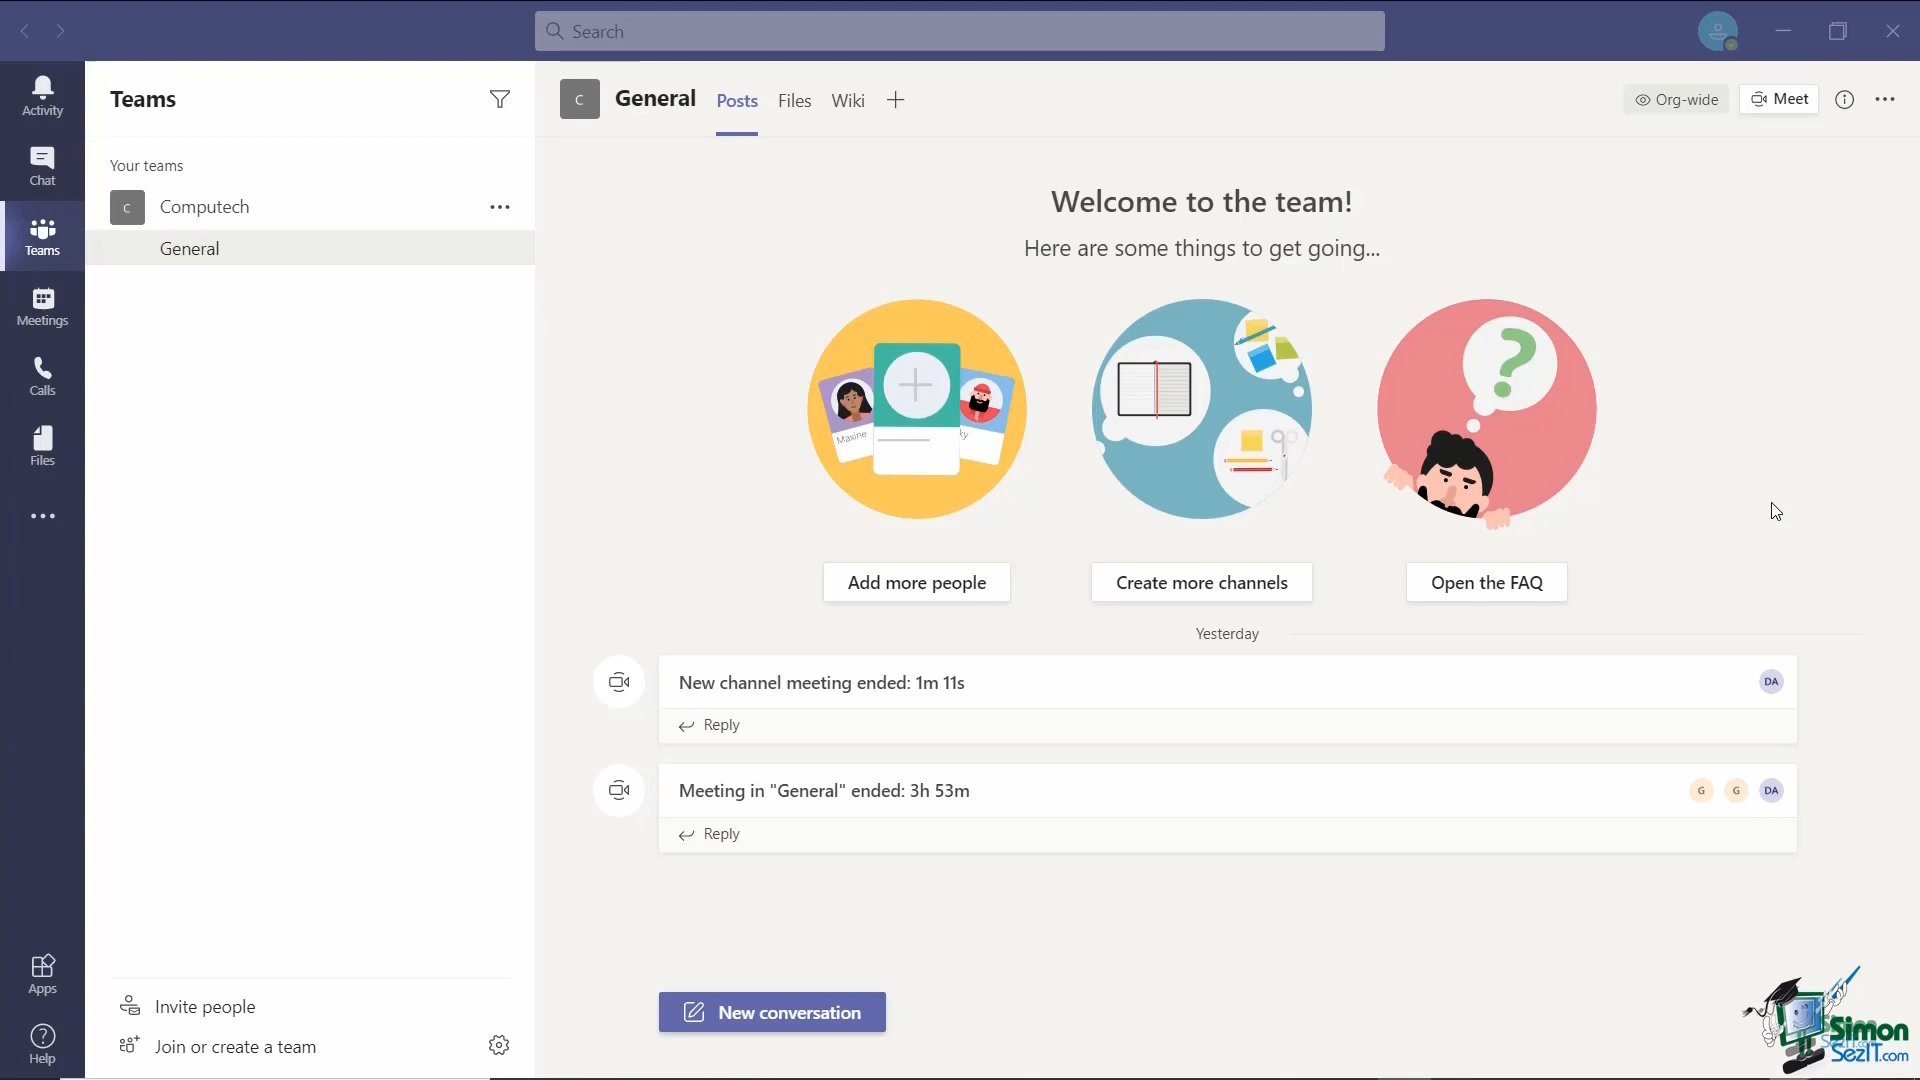 Search
Activity
Chat
Teams
Meetings
Calls
Files
Apps
Help
Teams
Your teams
C
Computech
General
Invite people
Join or create a team
C
General
Posts
Files
Wiki
Org-wide
Meet
Welcome to the team!
Here are some things to get going...
Maxine
ky
Add more people
Create more channels
Open the FAQ
Yesterday
New channel meeting ended: 1m 11s
DA
Reply
Meeting in "General" ended: 3h 53m
G
G
DA
Reply
New conversation
Simon
SezIT.com